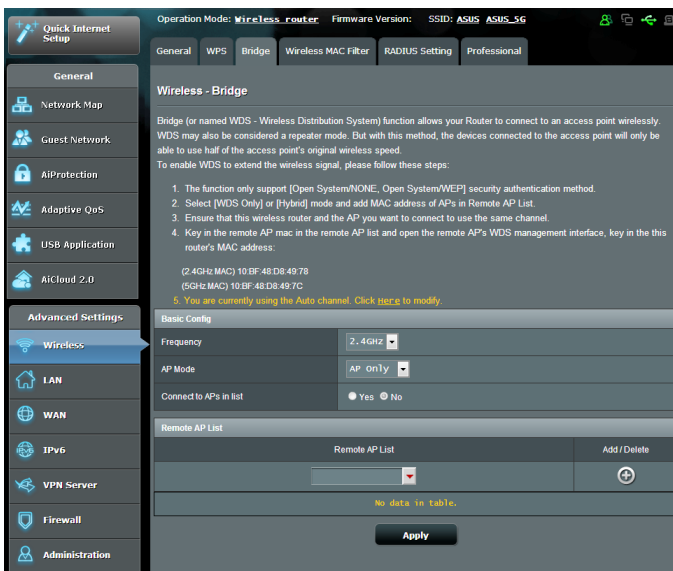 Quick Internet Setup
Operation Mode: Wireless router Firmware Version: SSID: ASUS ASUS_5G
General WPS Bridge Wireless MAC Filter RADIUS Setting Professional
General
Network Map
Guest Network
AiProtection
Adaptive QoS
USB Application
AiCloud 2.0
Advanced Settings
Wireless
LAN
WAN
IPv6
VPN Server
Firewall
Administration
Wireless - Bridge
Bridge (or named WDS - Wireless Distribution System) function allows your Router to connect to an access point wirelessly.
WDS may also be considered a repeater mode. But with this method, the devices connected to the access point will only be
able to use half of the access point's original wireless speed.
To enable WDS to extend the wireless signal, please follow these steps:
1. The function only support [Open System/NONE, Open System/WEP] security authentication method.
2. Select [WDS Only] or [Hybrid] mode and add MAC address of APs in Remote AP List.
3. Ensure that this wireless router and the AP you want to connect to use the same channel.
4. Key in the remote AP mac in the remote AP list and open the remote AP's WDS management interface, key in the this
router's MAC address:
(2.4GHz MAC) 10:BF:48:D8:49:78
(5GHz MAC) 10:BF:48:D8:49:7C
5. You are currently using the Auto channel. Click Here to modify.
Basic Config
Frequency 2.4GHz
AP Mode AP Only
Connect to APs in list Yes No
Remote AP List
Remote AP List Add / Delete
No data in table.
Apply